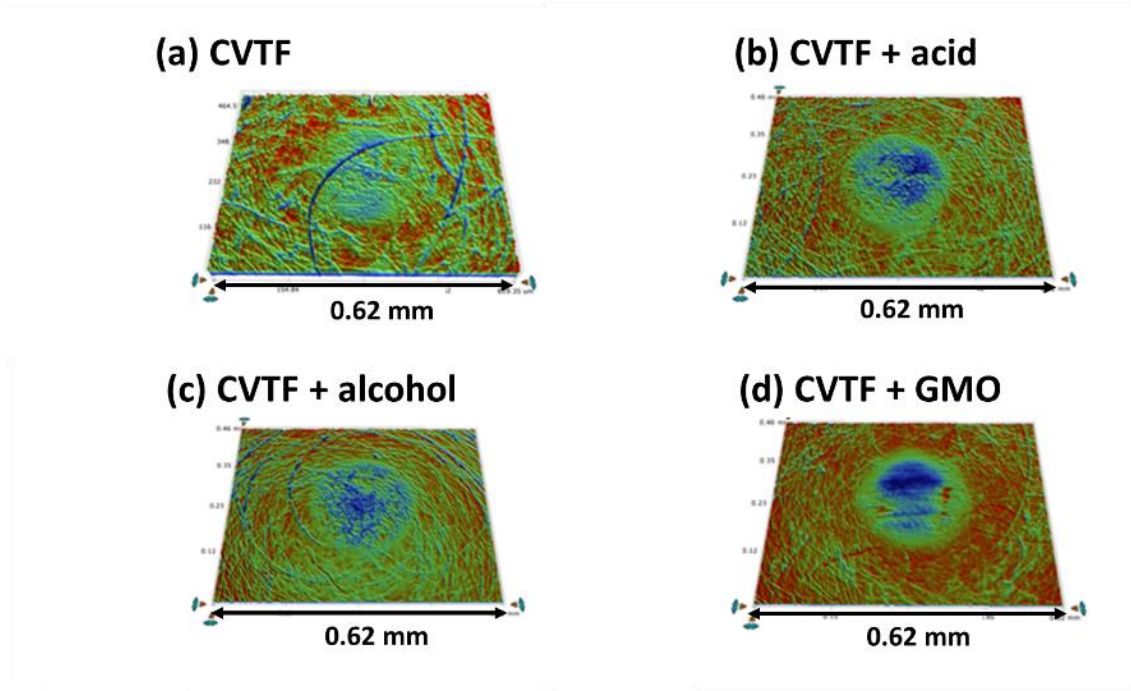 (a) CVTF
(b) CVTF + acid
464.5
348
232
116
154.84
0.62 mm
0.46 m
0.35
0.23
0.12
0.62 mm
(c) CVTF + alcohol
(d) CVTF + GMO
0.46 m
0.35
0.23
0.12
0.62 mm
0.46 m
0.35
0.23
0.12
0.62 mm